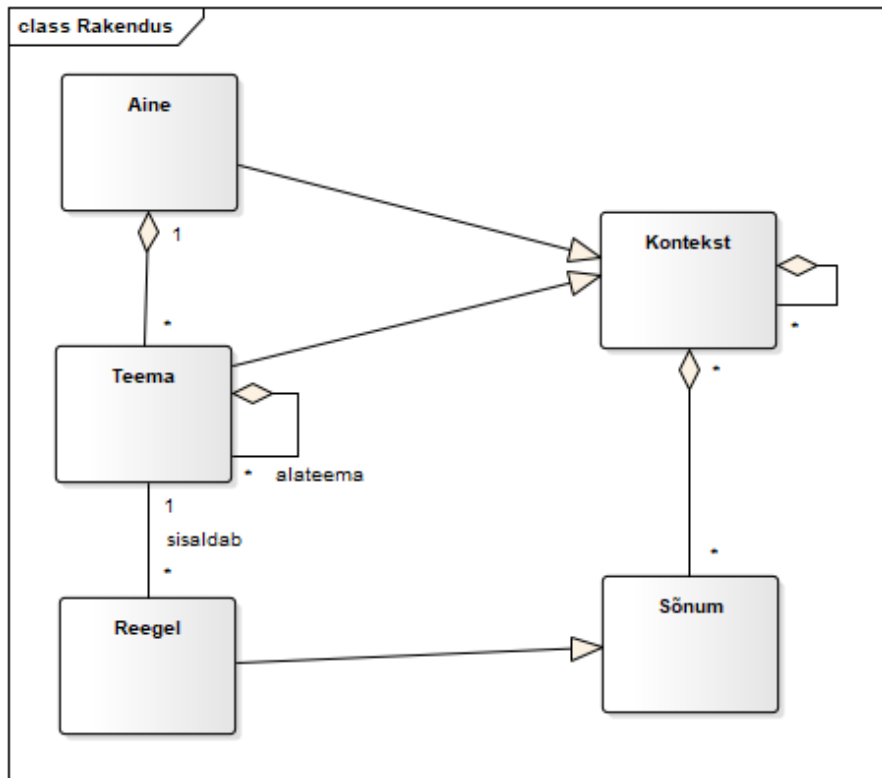 class Rakendus
Aine
1
*
Kontekst
*
*
Teema
* alateema
1
sisaldab
*
Reegel
*
Sõnum